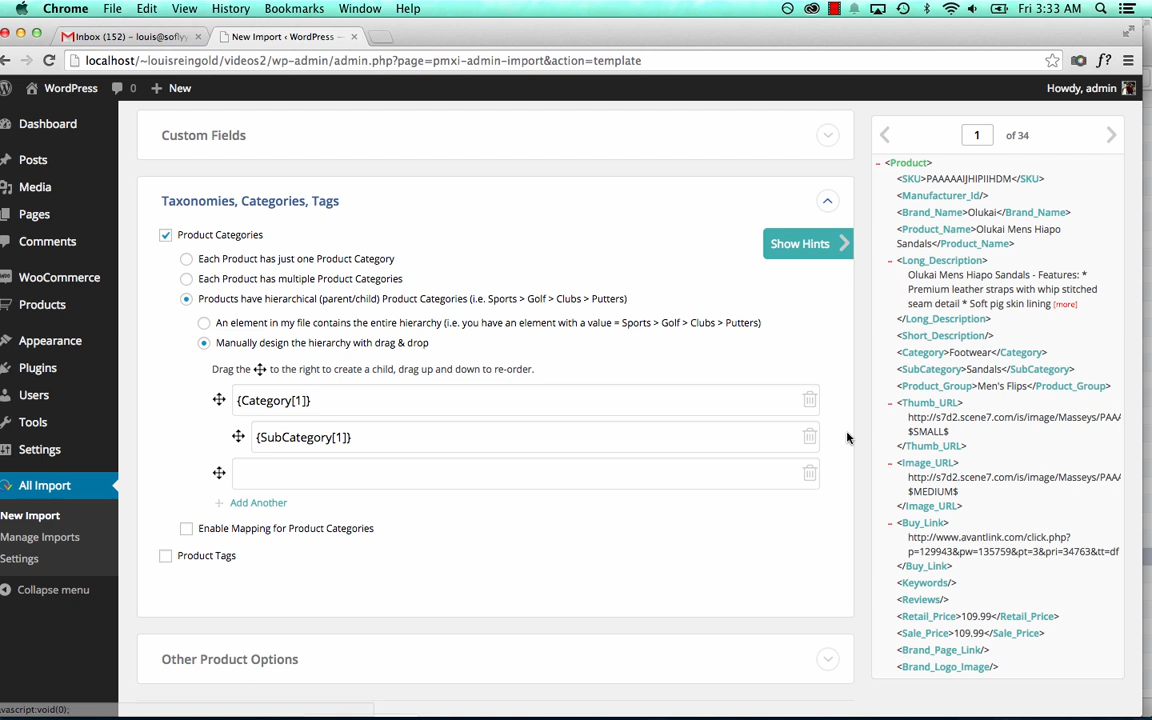 Chrome File Edit View History Bookmarks Window Help Fri 3:33 AM
Inbox (152) – louis@soflyy × New Import ‹ WordPress – ×
localhost/~louisreingold/videos2/wp-admin/admin.php?page=pmxi-admin-import&action=template f?
WordPress 0 + New Howdy, admin
Dashboard
Posts
Media
Pages
Comments
WooCommerce
Products
Appearance
Plugins
Users
Tools
Settings
All Import
New Import
Manage Imports
Settings
Collapse menu
avascript:void(0);
Custom Fields
Taxonomies, Categories, Tags
Product Categories
Show Hints
Each Product has just one Product Category
Each Product has multiple Product Categories
Products have hierarchical (parent/child) Product Categories (i.e. Sports > Golf > Clubs > Putters)
An element in my file contains the entire hierarchy (i.e. you have an element with a value = Sports > Golf > Clubs > Putters)
Manually design the hierarchy with drag & drop
Drag the to the right to create a child, drag up and down to re-order.
{Category[1]}
{SubCategory[1]}
+ Add Another
Enable Mapping for Product Categories
Product Tags
Other Product Options
1 of 34
– <Product>
<SKU>PAAAAAIJHIPIIHDM</SKU>
<Manufacturer_Id/>
<Brand_Name>Olukai</Brand_Name>
<Product_Name>Olukai Mens Hiapo
Sandals</Product_Name>
– <Long_Description>
Olukai Mens Hiapo Sandals - Features: *
Premium leather straps with whip stitched
seam detail * Soft pig skin lining [more]
</Long_Description>
<Short_Description/>
<Category>Footwear</Category>
<SubCategory>Sandals</SubCategory>
<Product_Group>Men's Flips</Product_Group>
– <Thumb_URL>
http://s7d2.scene7.com/is/image/Masseys/PAAA
$SMALL$
</Thumb_URL>
– <Image_URL>
http://s7d2.scene7.com/is/image/Masseys/PAAA
$MEDIUM$
</Image_URL>
– <Buy_Link>
http://www.avantlink.com/click.php?
p=129943&pw=135759&pt=3&pri=34763&tt=df
</Buy_Link>
<Keywords/>
<Reviews/>
<Retail_Price>109.99</Retail_Price>
<Sale_Price>109.99</Sale_Price>
<Brand_Page_Link/>
<Brand_Logo_Image/>